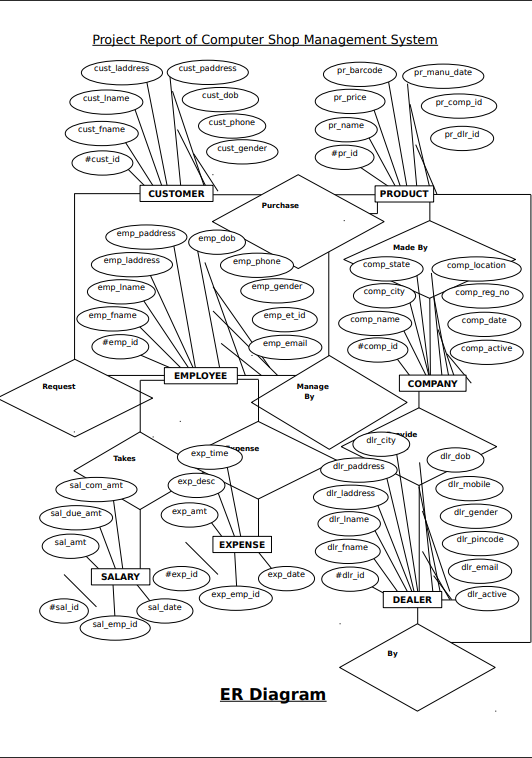 Project Report of Computer Shop Management System
cust_laddress
cust_paddress
cust_lname
cust_dob
cust_fname
cust_phone
#cust_id
cust_gender
CUSTOMER
pr_barcode
pr_manu_date
pr_price
pr_comp_id
pr_name
pr_dlr_id
#pr_id
PRODUCT
Purchase
Made By
emp_paddress
emp_dob
emp_laddress
emp_phone
emp_lname
emp_gender
emp_fname
emp_et_id
#emp_id
emp_email
EMPLOYEE
comp_state
comp_location
comp_city
comp_reg_no
comp_name
comp_date
#comp_id
comp_active
COMPANY
Request
Manage
By
Takes
exp_time
exp_desc
exp_amt
EXPENSE
#exp_id
exp_emp_id
exp_date
sal_com_amt
sal_due_amt
sal_amt
SALARY
#sal_id
sal_emp_id
sal_date
dlr_city
dlr_paddress
dlr_dob
dlr_laddress
dlr_mobile
dlr_lname
dlr_gender
dlr_fname
dlr_pincode
#dlr_id
dlr_email
dlr_active
DEALER
By
ER Diagram